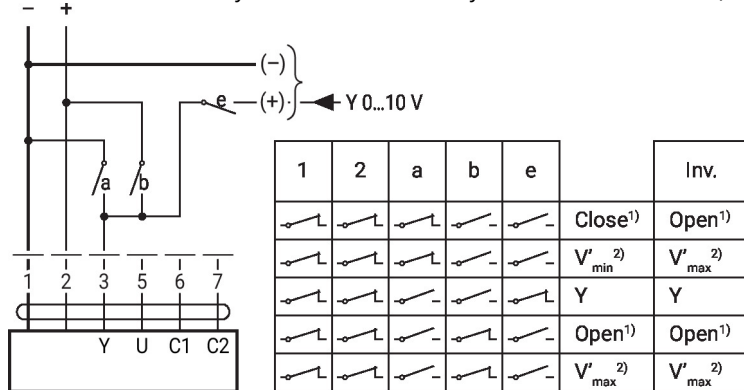 − +
(−)
e (+) Y 0...10 V
a b
1 2 3 5 6 7
Y U C1 C2
1 2 a b e Inv.
Close¹⁾ Open¹⁾
V'min²⁾ V'max²⁾
Y Y
Open¹⁾ Open¹⁾
V'max²⁾ V'max²⁾